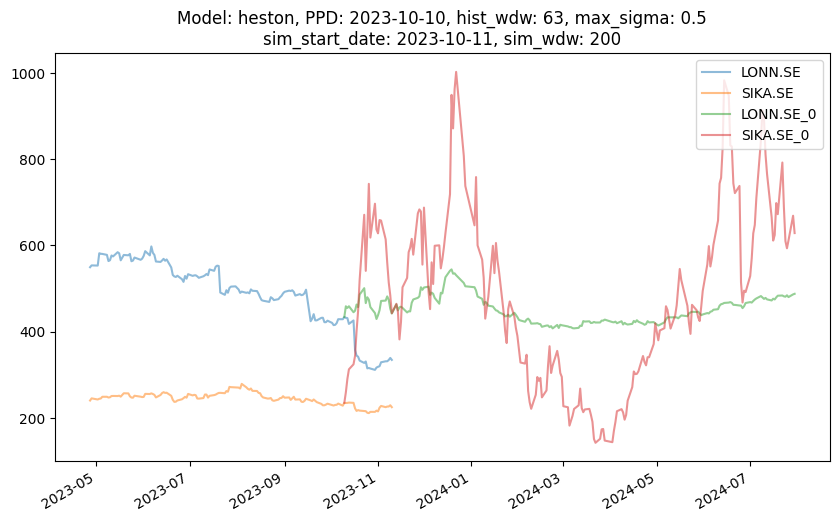 Model: heston, PPD: 2023-10-10, hist_wdw: 63, max_sigma: 0.5
sim_start_date: 2023-10-11, sim_wdw: 200
1000
800
600
400
200
LONN.SE
SIKA.SE
LONN.SE_0
SIKA.SE_0
2023-05
2023-07
2023-09
2023-11
2024-01
2024-03
2024-05
2024-07